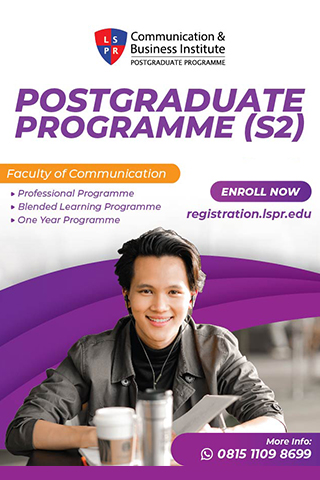 L S
P R
Communication &
Business Institute
POSTGRADUATE PROGRAMME
POSTGRADUATE
PROGRAMME (S2)
Faculty of Communication
Professional Programme
Blended Learning Programme
One Year Programme
ENROLL NOW
registration.lspr.edu
More Info:
0815 1109 8699